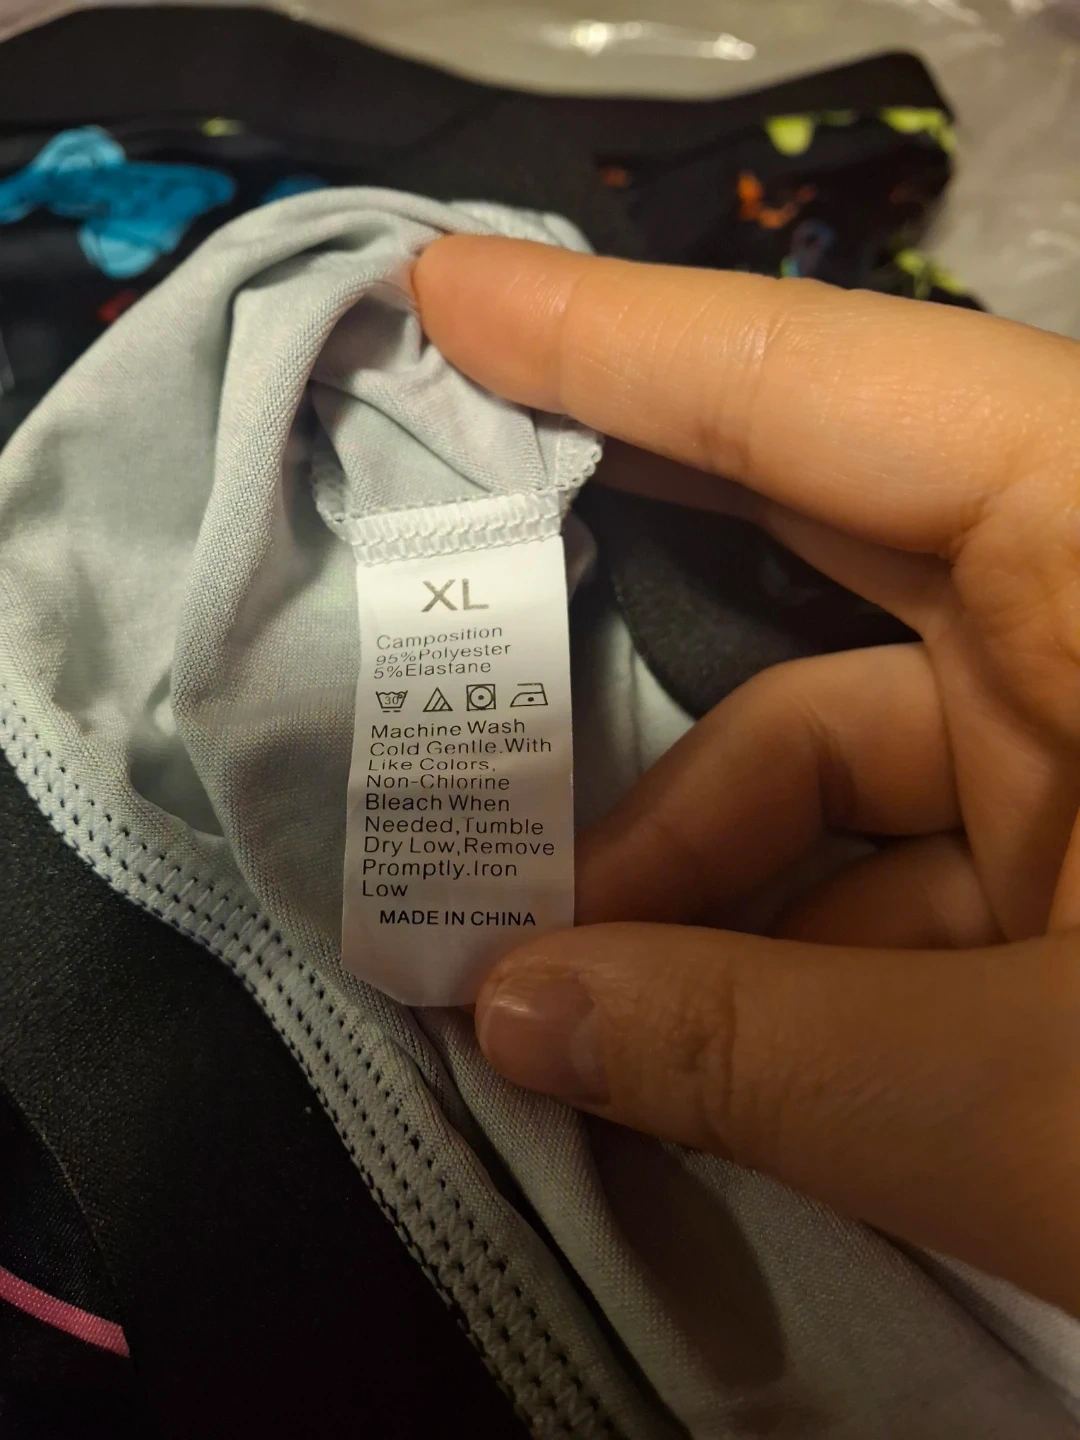 XL
Camposition
95%Polyester
5%Elastane
30
Machine Wash
Cold Gentle.With
Like Colors,
Non-Chlorine
Bleach When
Needed,Tumble
Dry Low,Remove
Promptly.Iron
Low
MADE IN CHINA